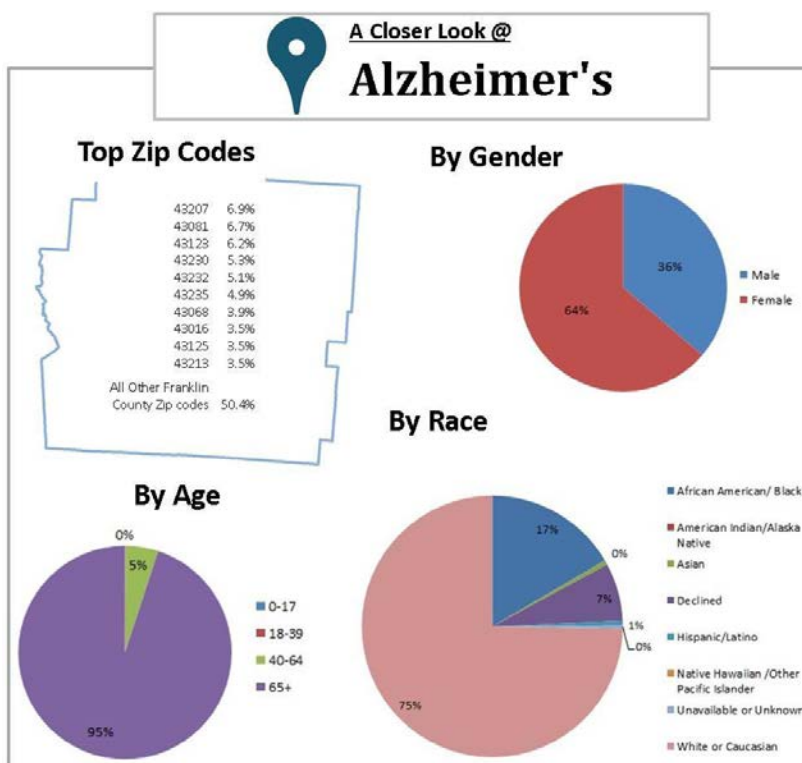 A Closer Look @
Alzheimer's
Top Zip Codes
43207 6.9%
43081 6.7%
43123 6.2%
43230 5.3%
43232 5.1%
43235 4.9%
43068 3.9%
43016 3.5%
43125 3.5%
43213 3.5%
All Other Franklin
County Zip codes 50.4%
By Gender
36%
64%
Male
Female
By Age
0%
5%
95%
0-17
18-39
40-64
65+
By Race
17%
0%
7%
1%
0%
75%
African American/ Black
American Indian/Alaska
Native
Asian
Declined
Hispanic/Latino
Native Hawaiian /Other
Pacific Islander
Unavailable or Unknown
White or Caucasian